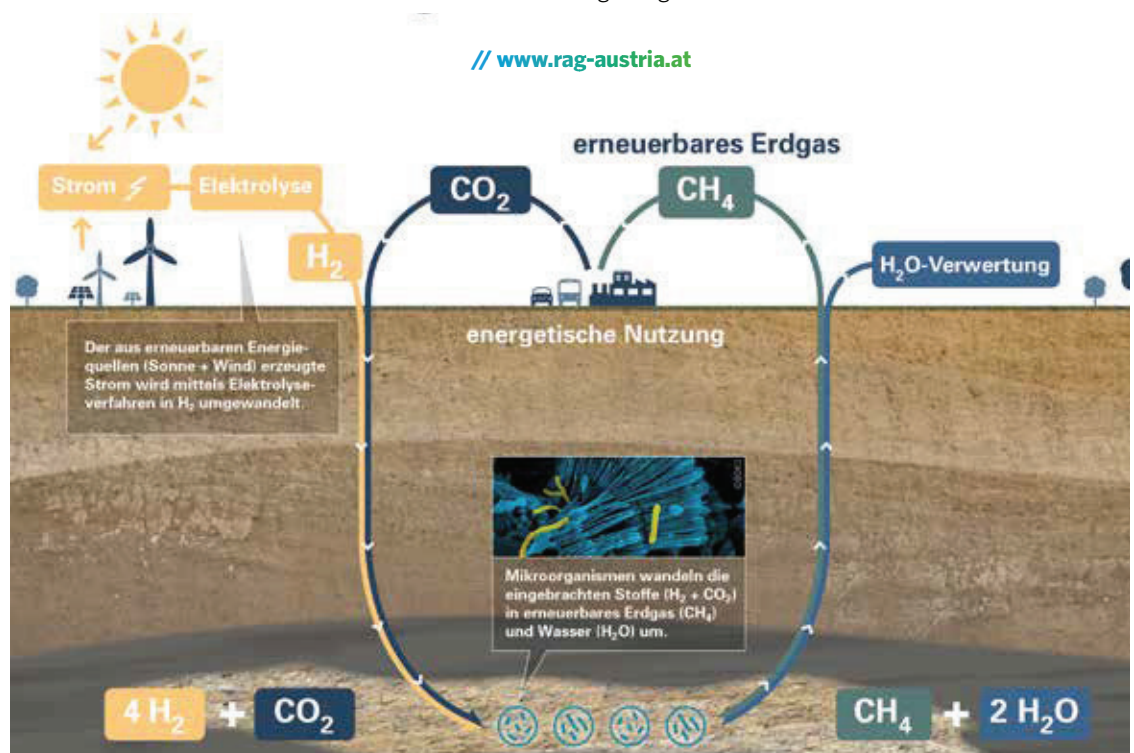 // www.rag-austria.at
erneuerbares Erdgas
Strom
Elektrolyse
CO2
CH4
H2
H2O-Verwertung
energetische Nutzung
Der aus erneuerbaren Energie-
quellen (Sonne + Wind) erzeugte
Strom wird mittels Elektrolyse-
verfahren in H2 umgewandelt.
Mikroorganismen wandeln die
eingebrachten Stoffe (H2 + CO2)
in erneuerbares Erdgas (CH4)
und Wasser (H2O) um.
4 H2 + CO2
CH4 + 2 H2O